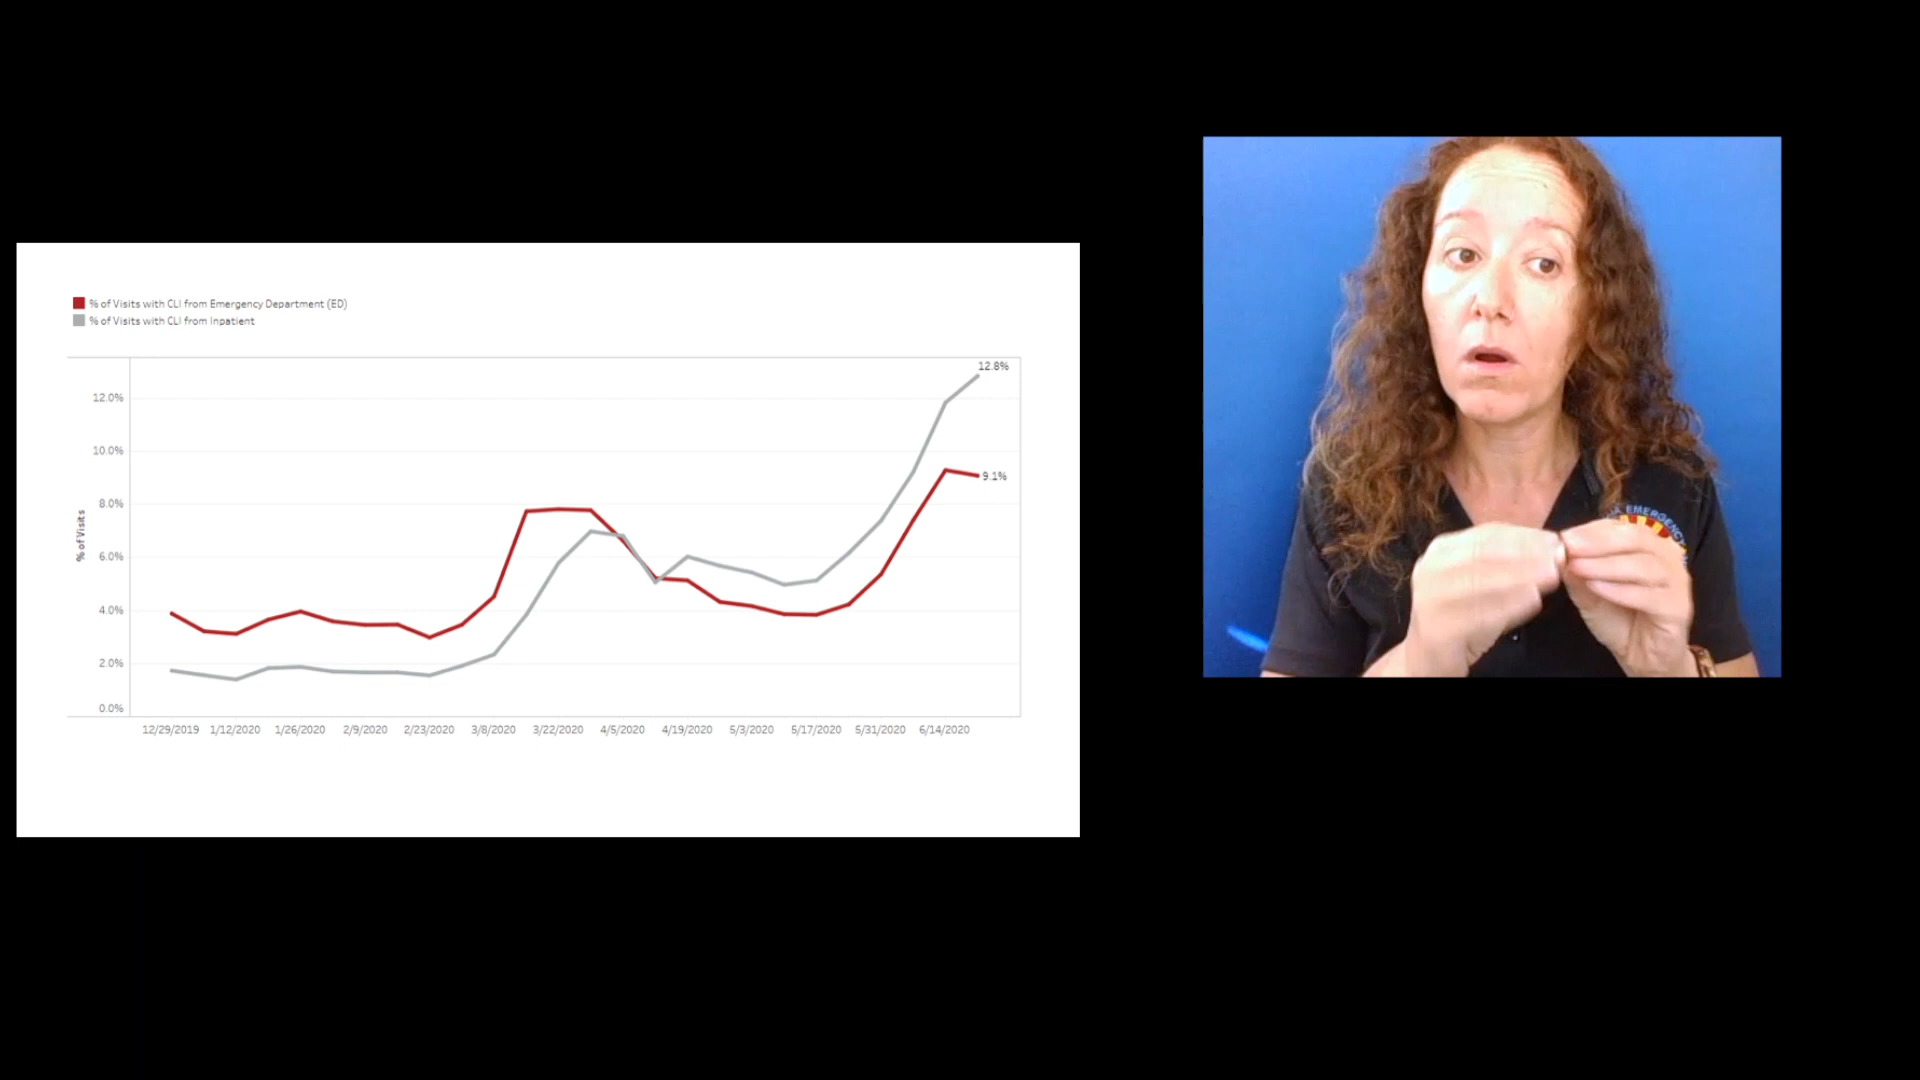 % of Visits with CLI from Emergency Department (ED)
% of Visits with CLI from Inpatient
12.8%
12.0%
10.0%
9.1%
8.0%
6.0%
4.0%
2.0%
0.0%
% of Visits
12/29/2019 1/12/2020 1/26/2020 2/9/2020 2/23/2020 3/8/2020 3/22/2020 4/5/2020 4/19/2020 5/3/2020 5/17/2020 5/31/2020 6/14/2020
EMERGENCY